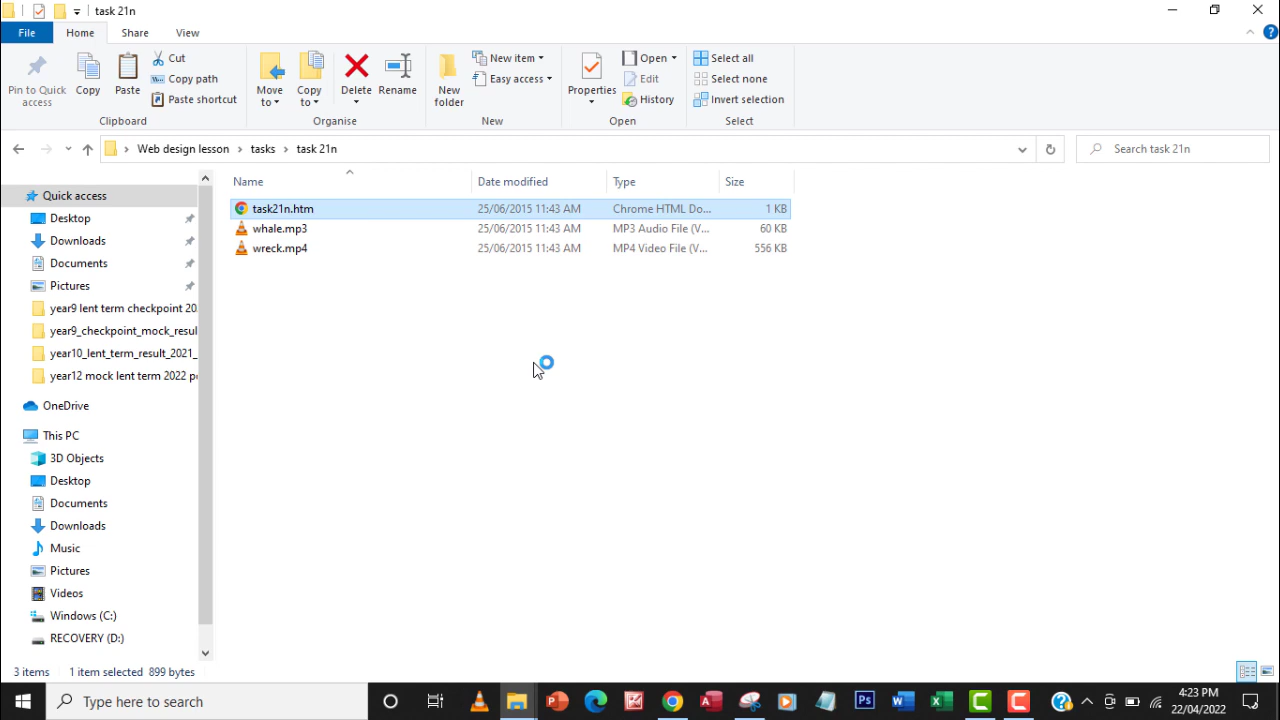 task 21n
File Home Share View
Pin to Quick access
Copy
Paste
Cut
Copy path
Paste shortcut
Clipboard
Move to
Copy to
Delete
Rename
Organise
New folder
New item
Easy access
New
Properties
Open
Edit
History
Open
Select all
Select none
Invert selection
Select
Web design lesson > tasks > task 21n
Search task 21n
Name Date modified Type Size
task21n.htm 25/06/2015 11:43 AM Chrome HTML Do... 1 KB
whale.mp3 25/06/2015 11:43 AM MP3 Audio File (V... 60 KB
wreck.mp4 25/06/2015 11:43 AM MP4 Video File (V... 556 KB
Quick access
Desktop
Downloads
Documents
Pictures
year9 lent term checkpoint 20
year9_checkpoint_mock_resul
year10_lent_term_result_2021_
year12 mock lent term 2022 p
OneDrive
This PC
3D Objects
Desktop
Documents
Downloads
Music
Pictures
Videos
Windows (C:)
RECOVERY (D:)
3 items 1 item selected 899 bytes
Type here to search
4:23 PM
22/04/2022